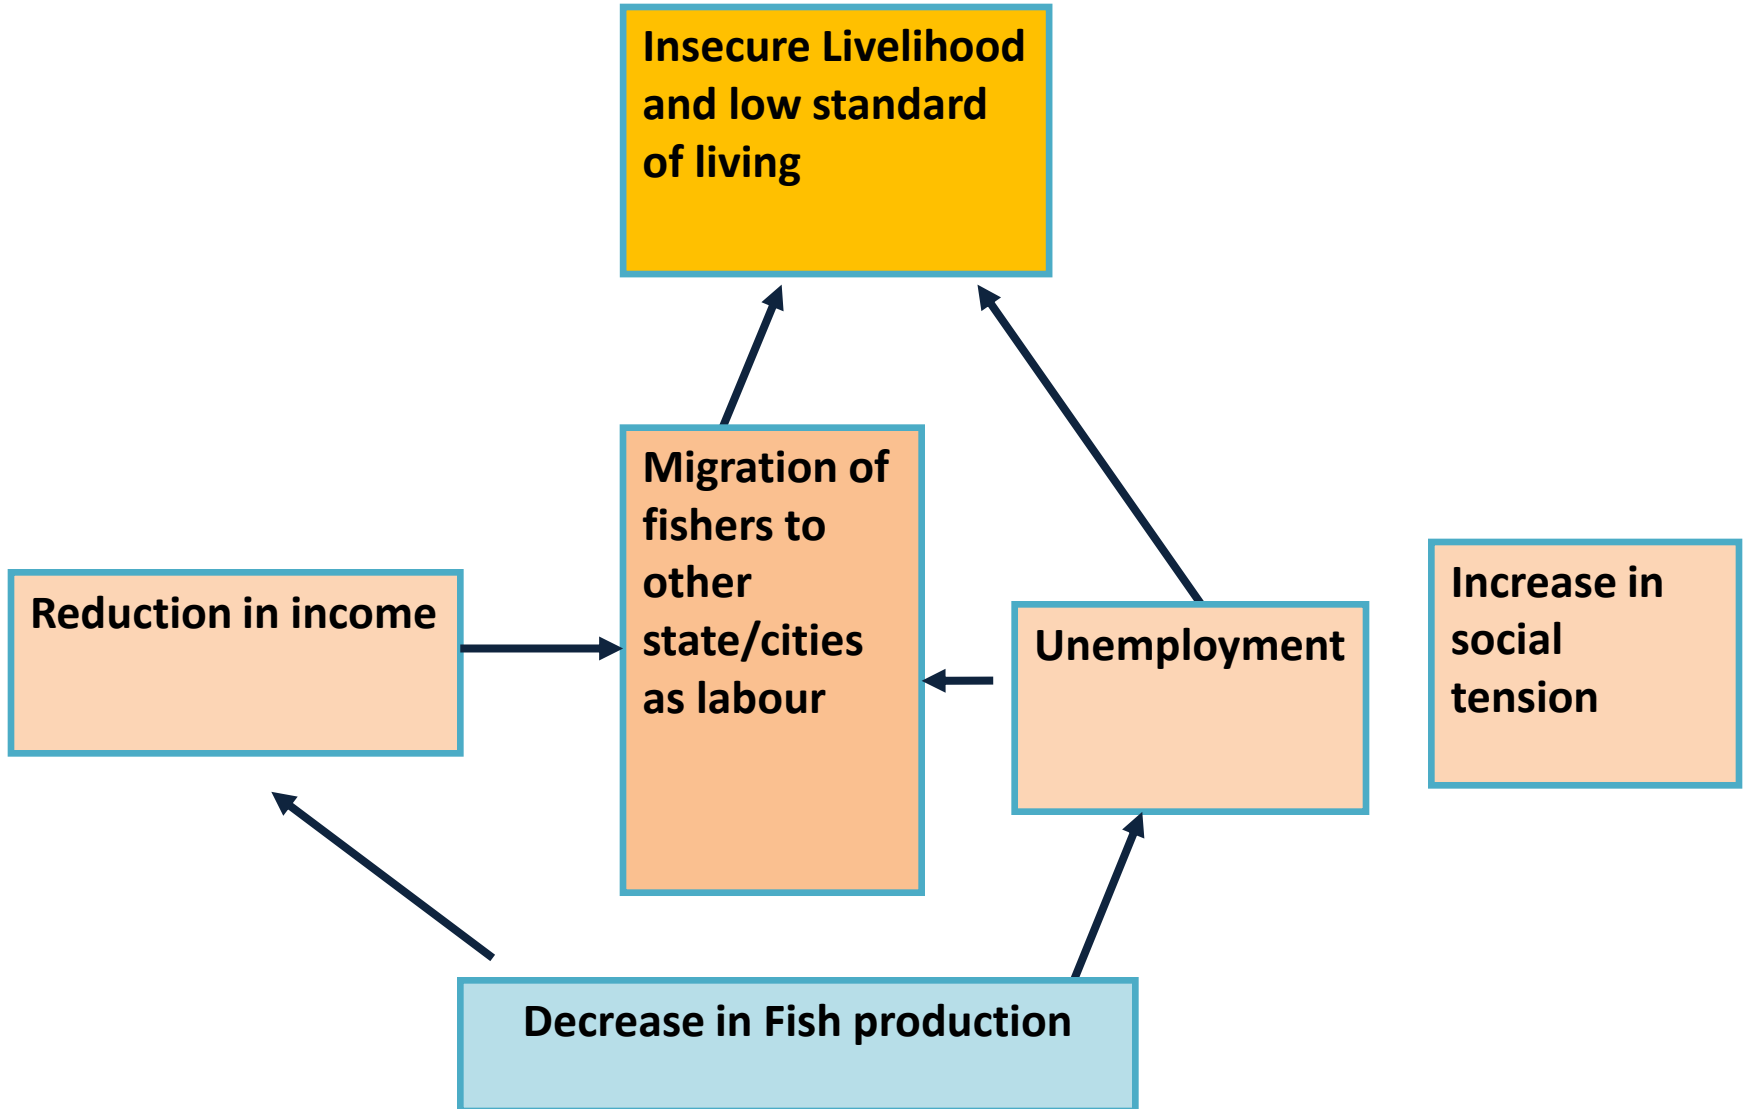 Insecure Livelihood
and low standard
of living
Migration of
fishers to
other
state/cities
as labour
Reduction in income
Unemployment
Increase in
social
tension
Decrease in Fish production